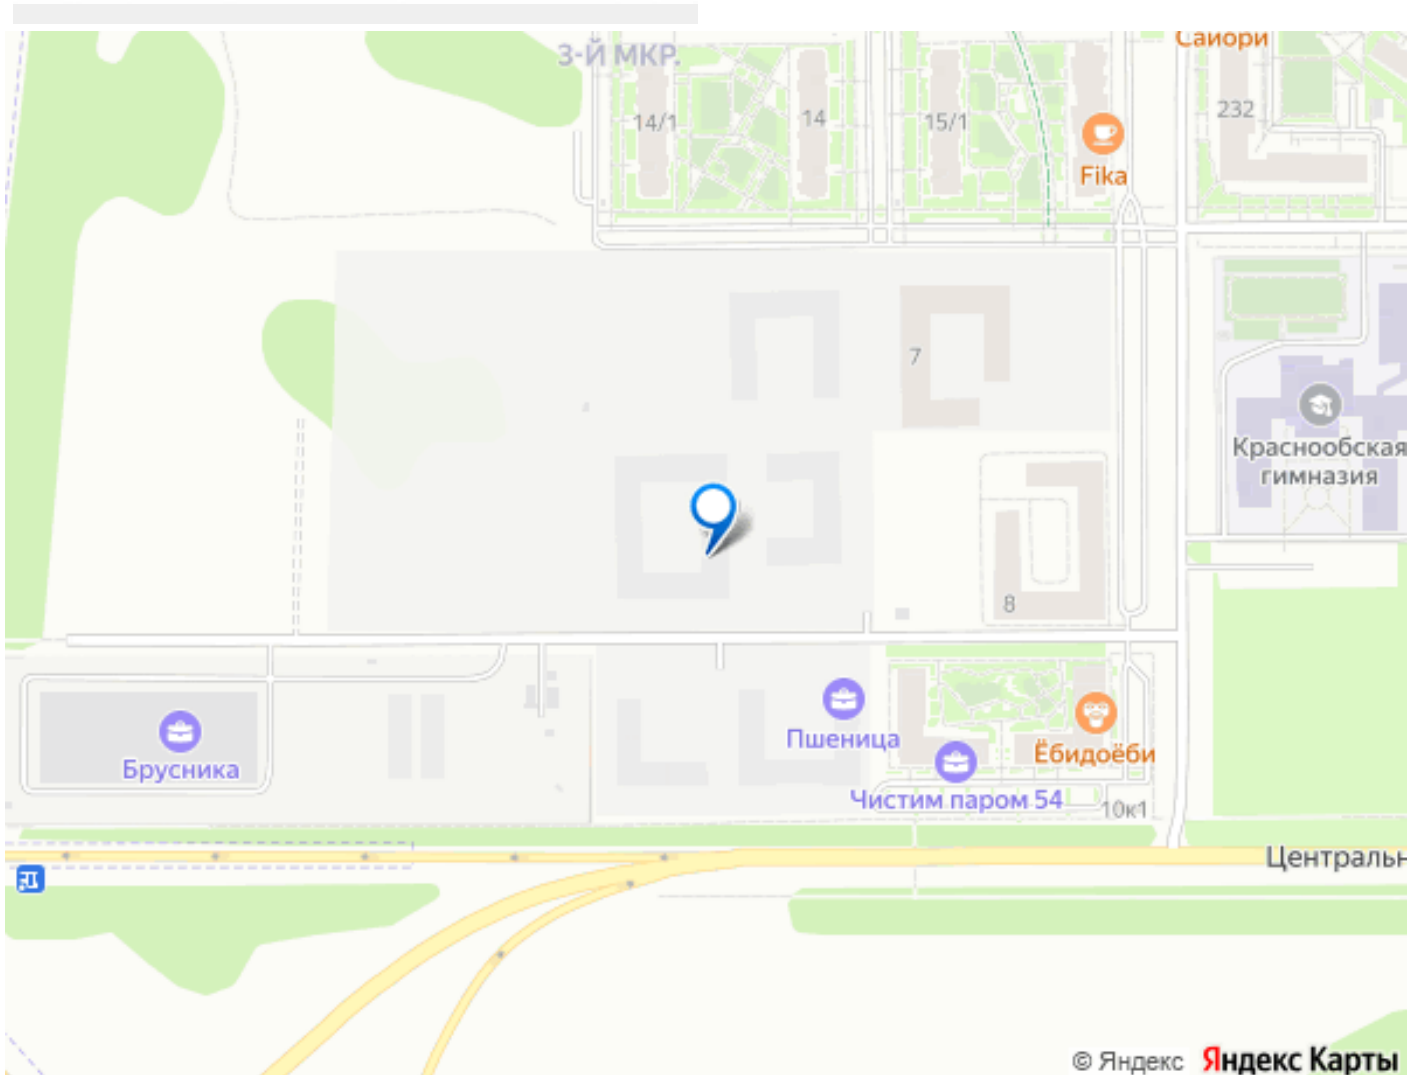 Сайори
3-Й МКР.
14/1
14
15/1
232
Fika
7
Краснообская
гимназия
8
Пшеница
Брусника
Ёбидоёби
Чистим паром 54
10к1
Центральн
© Яндекс Яндекс Карты